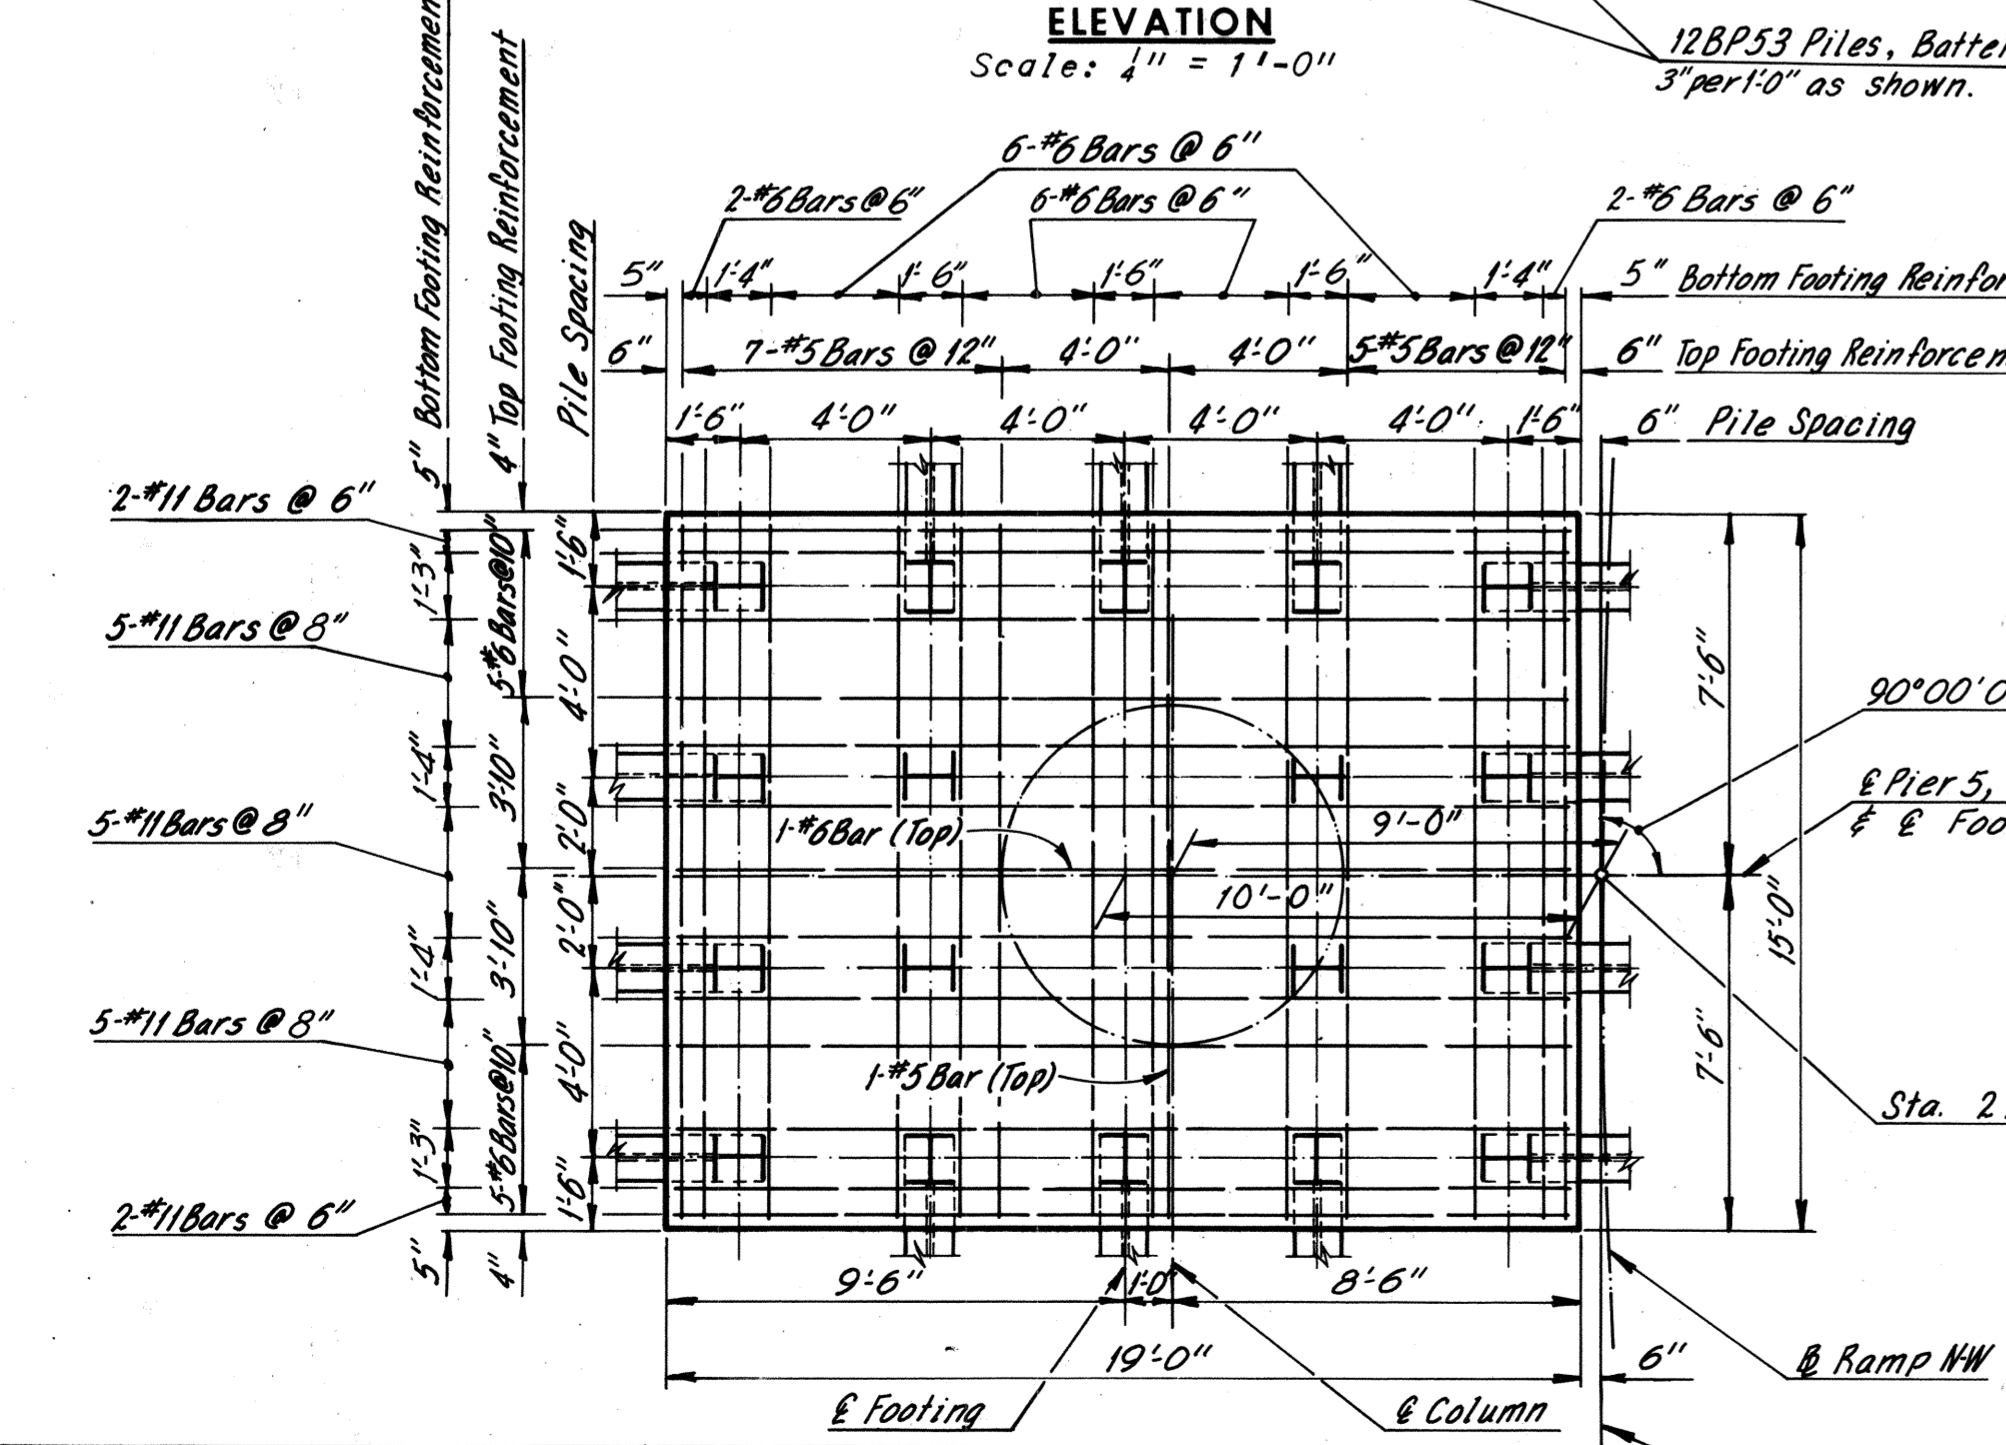 ELEVATION
Scale: 1/4" = 1'-0"
12BP53 Piles,
3" per 1'-0" as shown.
6-#6 Bars @ 6"
2-#6 Bars @ 6"
6-#6 Bars @ 6"
2-#6 Bars @ 6"
5" 1'-4" 1'-6" 1'-6" 1'-6" 1'-4" 5" Bottom Footing
6" 7-#5 Bars @ 12" 4'-0" 4'-0" 5-#5 Bars @ 12" 6" Top Footing
1'-6" 4'-0" 4'-0" 4'-0" 4'-0" 1'-6" 6" Pile Spacing
5" Bottom Footing
4" Top Footing Reinforcement
Pile Spacing
2-#11 Bars @ 6"
5-#11 Bars @ 8"
5-#11 Bars @ 8"
5-#11 Bars @ 8"
2-#11 Bars @ 6"
1'-3"
1'-4"
1'-4"
1'-3"
5"
5-#6 Bars @ 10"
3'-10"
3'-10"
5-#6 Bars @ 10"
4"
1'-6"
4'-0"
2'-0"
2'-0"
4'-0"
1'-6"
1-#6 Bar (Top)
9'-0"
10'-0"
1-#5 Bar (Top)
7'-6"
7'-6"
15'-0"
90°00'
℄ Pier 5,
& ℄
Sta. 2
9'-6" 1'-0" 8'-6"
19'-0" 6"
℄ Footing
℄ Column
Ramp N-W